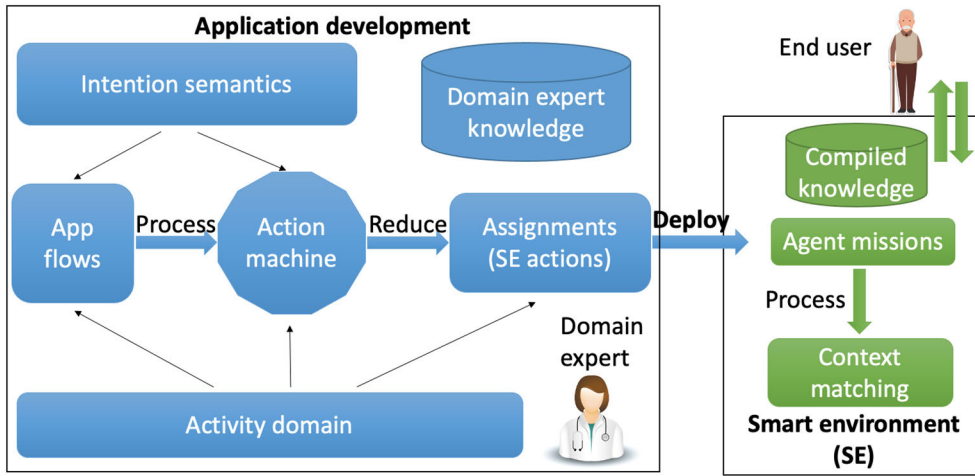 Application development
Intention semantics
Domain expert
knowledge
App
flows
Process
Action
machine
Reduce
Assignments
(SE actions)
Deploy
Domain
expert
Activity domain
End user
Compiled
knowledge
Agent missions
Process
Context
matching
Smart environment
(SE)